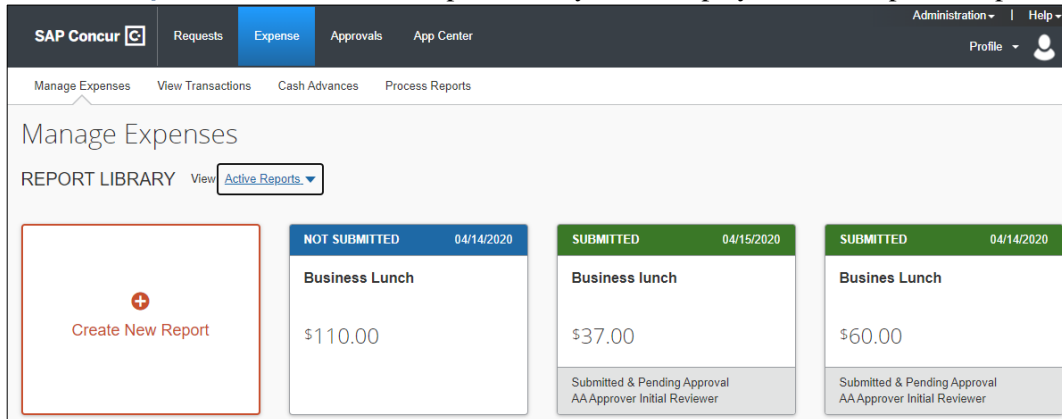 Administration | Help
SAP Concur C Requests Expense Approvals App Center
Profile
Manage Expenses View Transactions Cash Advances Process Reports
Manage Expenses
REPORT LIBRARY View Active Reports
Create New Report
NOT SUBMITTED 04/14/2020
Business Lunch
$110.00
SUBMITTED 04/15/2020
Business lunch
$37.00
Submitted & Pending Approval
AA Approver Initial Reviewer
SUBMITTED 04/14/2020
Busines Lunch
$60.00
Submitted & Pending Approval
AA Approver Initial Reviewer